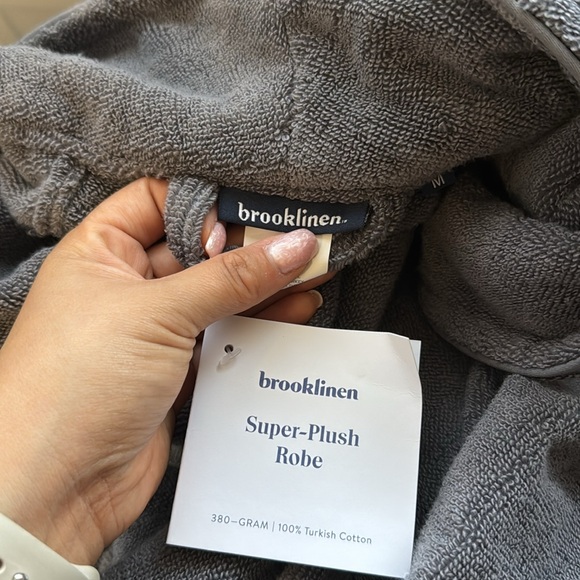 brooklinen
M
brooklinen
Super-Plush
Robe
380—GRAM | 100% Turkish Cotton